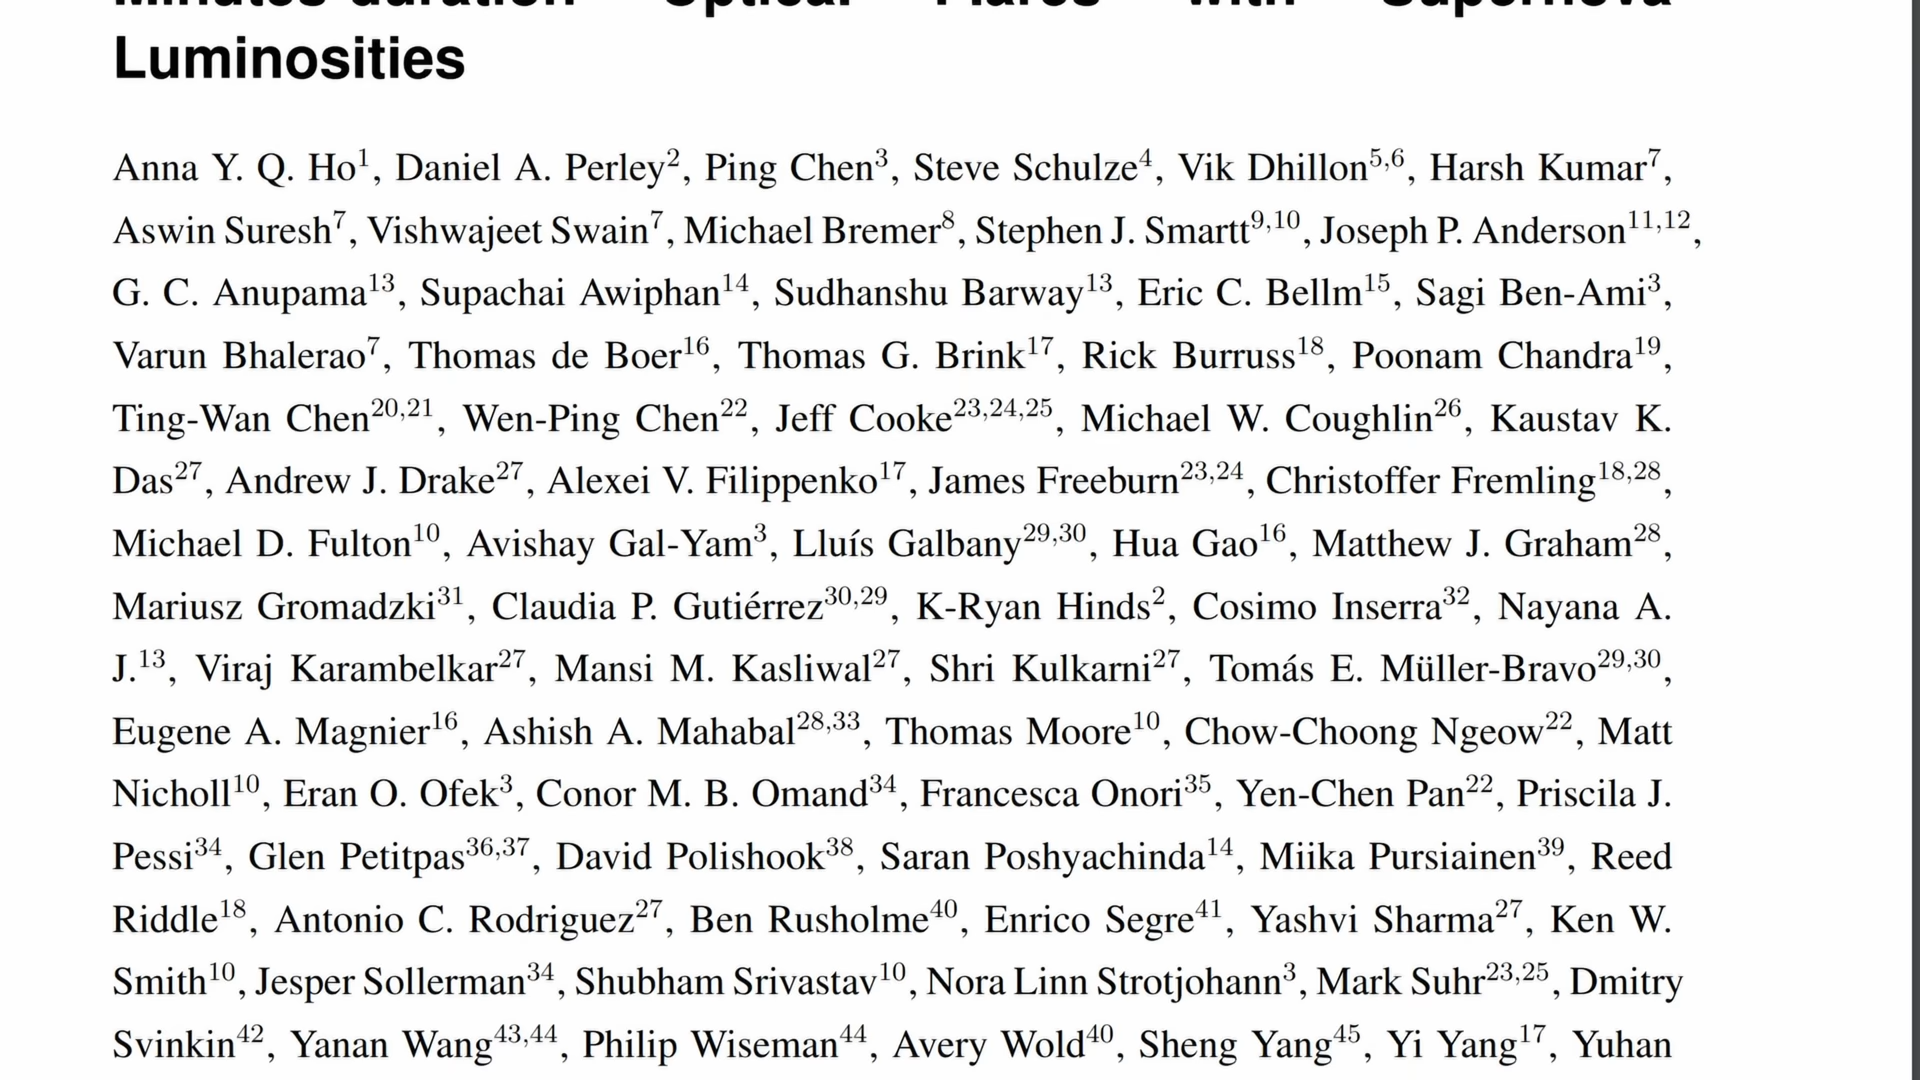 Minutes-duration Optical Flares with Supernova
Luminosities
Anna Y. Q. Ho1, Daniel A. Perley2, Ping Chen3, Steve Schulze4, Vik Dhillon5,6, Harsh Kumar7,
Aswin Suresh7, Vishwajeet Swain7, Michael Bremer8, Stephen J. Smartt9,10, Joseph P. Anderson11,12,
G. C. Anupama13, Supachai Awiphan14, Sudhanshu Barway13, Eric C. Bellm15, Sagi Ben-Ami3,
Varun Bhalerao7, Thomas de Boer16, Thomas G. Brink17, Rick Burruss18, Poonam Chandra19,
Ting-Wan Chen20,21, Wen-Ping Chen22, Jeff Cooke23,24,25, Michael W. Coughlin26, Kaustav K.
Das27, Andrew J. Drake27, Alexei V. Filippenko17, James Freeburn23,24, Christoffer Fremling18,28,
Michael D. Fulton10, Avishay Gal-Yam3, Lluís Galbany29,30, Hua Gao16, Matthew J. Graham28,
Mariusz Gromadzki31, Claudia P. Gutiérrez30,29, K-Ryan Hinds2, Cosimo Inserra32, Nayana A.
J.13, Viraj Karambelkar27, Mansi M. Kasliwal27, Shri Kulkarni27, Tomás E. Müller-Bravo29,30,
Eugene A. Magnier16, Ashish A. Mahabal28,33, Thomas Moore10, Chow-Choong Ngeow22, Matt
Nicholl10, Eran O. Ofek3, Conor M. B. Omand34, Francesca Onori35, Yen-Chen Pan22, Priscila J.
Pessi34, Glen Petitpas36,37, David Polishook38, Saran Poshyachinda14, Miika Pursiainen39, Reed
Riddle18, Antonio C. Rodriguez27, Ben Rusholme40, Enrico Segre41, Yashvi Sharma27, Ken W.
Smith10, Jesper Sollerman34, Shubham Srivastav10, Nora Linn Strotjohann3, Mark Suhr23,25, Dmitry
Svinkin42, Yanan Wang43,44, Philip Wiseman44, Avery Wold40, Sheng Yang45, Yi Yang17, Yuhan